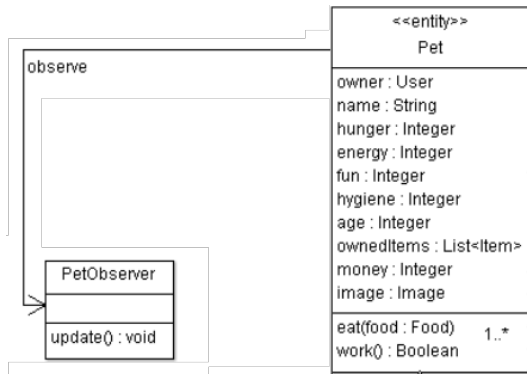 <<entity>>
Pet
observe
owner : User
name : String
hunger : Integer
energy : Integer
fun : Integer
hygiene : Integer
age : Integer
ownedItems : List<Item>
money : Integer
image : Image
eat(food : Food)
work() : Boolean
1..*
PetObserver
update() : void